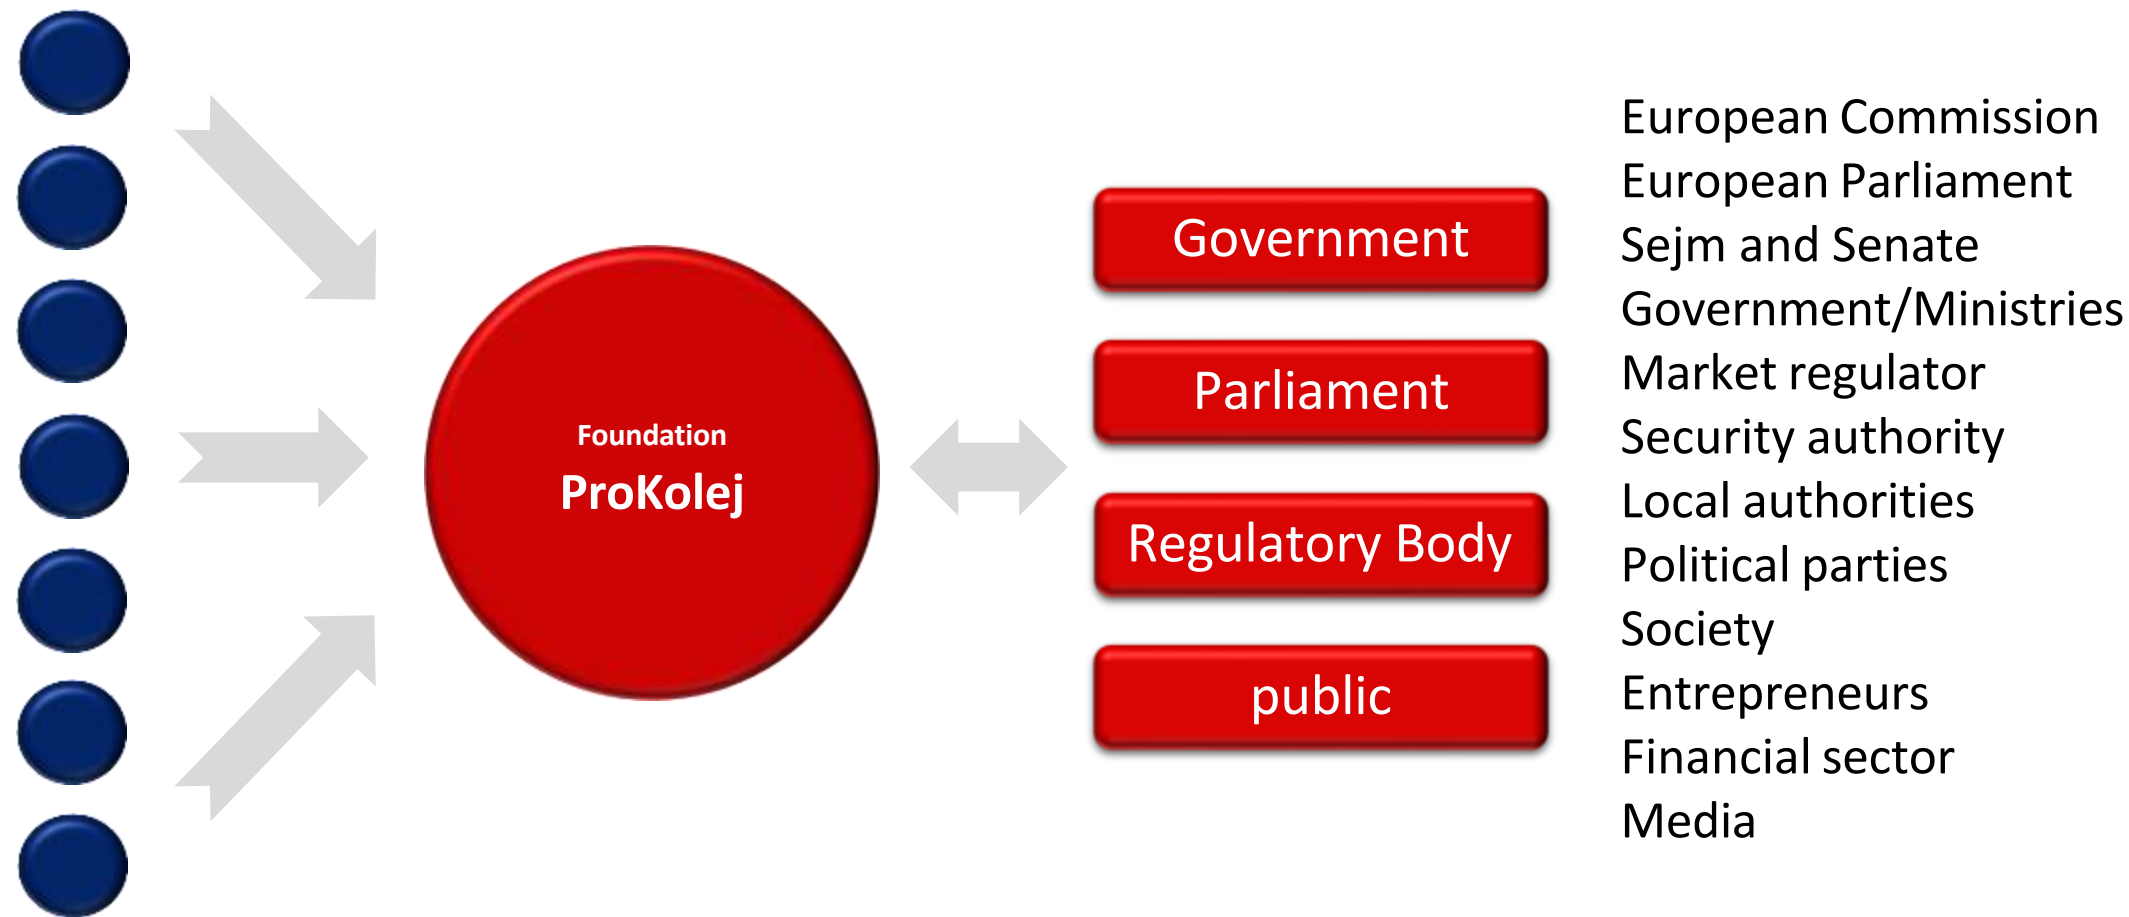 Foundation
ProKolej
Government
Parliament
Regulatory Body
public
European Commission
European Parliament
Sejm and Senate
Government/Ministries
Market regulator
Security authority
Local authorities
Political parties
Society
Entrepreneurs
Financial sector
Media